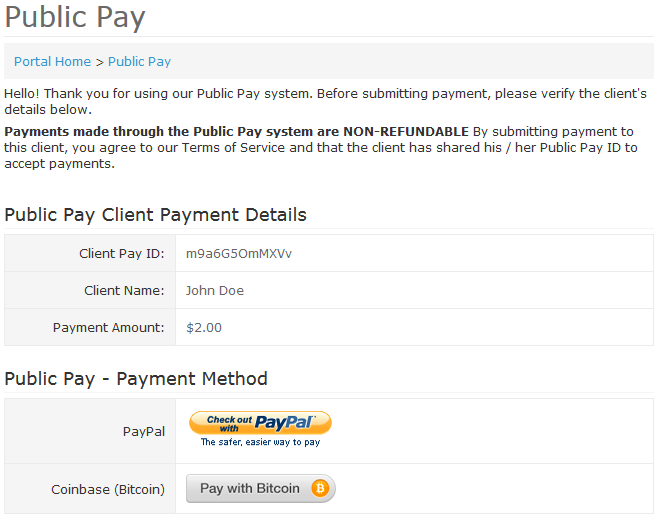 Public Pay
Portal Home > Public Pay
Hello! Thank you for using our Public Pay system. Before submitting payment, please verify the client's
details below.
Payments made through the Public Pay system are NON-REFUNDABLE By submitting payment to
this client, you agree to our Terms of Service and that the client has shared his / her Public Pay ID to
accept payments.
Public Pay Client Payment Details
Client Pay ID: m9a6G5OmMXVv
Client Name: John Doe
Payment Amount: $2.00
Public Pay - Payment Method
PayPal
Check out
with PayPal
The safer, easier way to pay
Coinbase (Bitcoin) Pay with Bitcoin